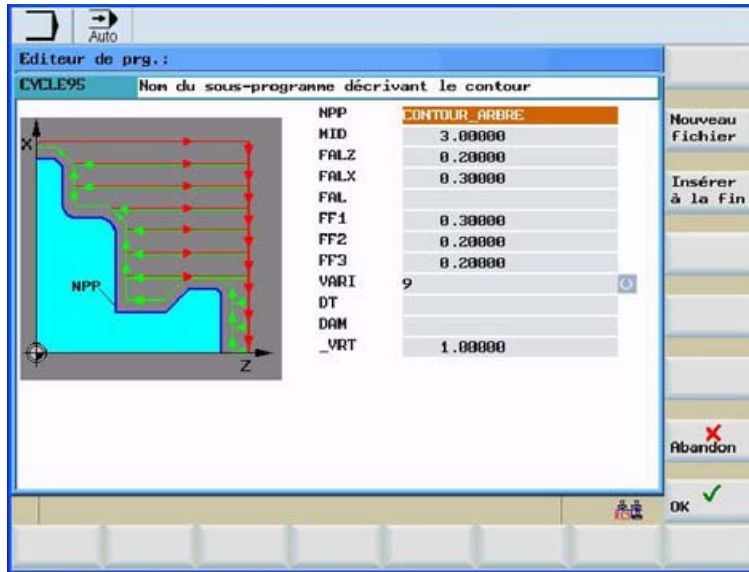 Auto
Editeur de prg.:
CYCLE95 Nom du sous-programme décrivant le contour
X
NPP
Z
NPP CONTOUR_ARBRE
MID 3.00000
FALZ 0.20000
FALX 0.30000
FAL
FF1 0.30000
FF2 0.20000
FF3 0.20000
VARI 9
DT
DAM
_VRT 1.00000
Nouveau
fichier
Insérer
à la fin
Abandon
OK